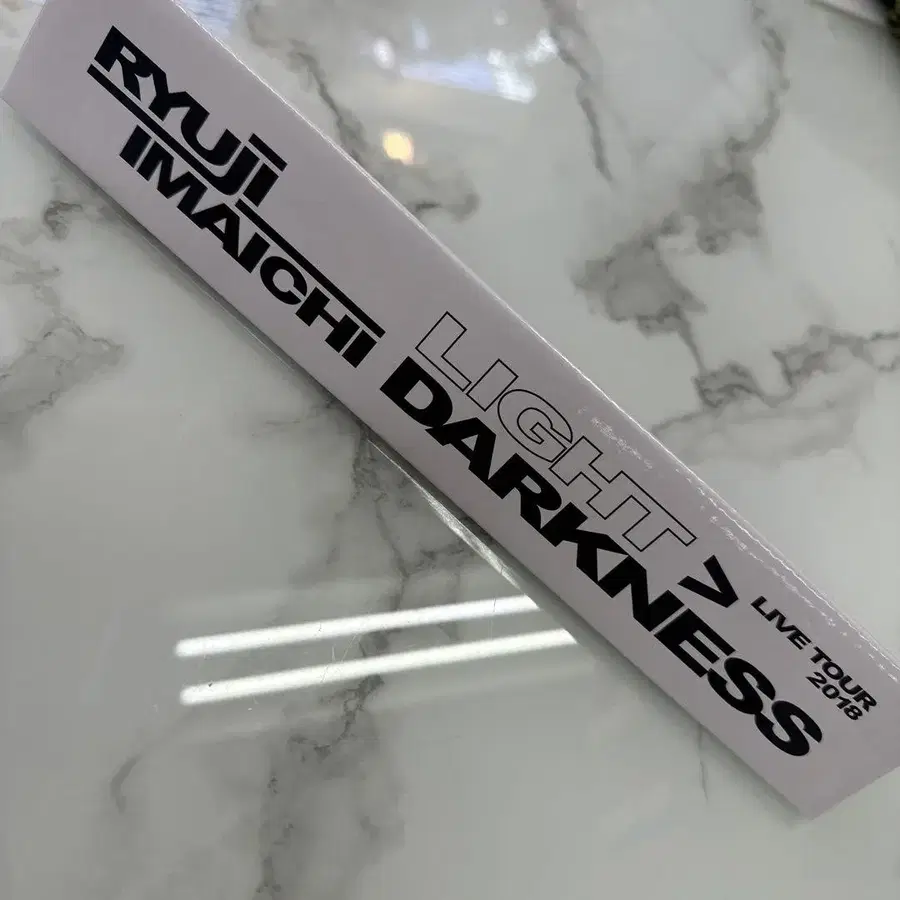 RYUJI
IMAICHI
LIGHT >
DARKNESS
LIVE TOUR
2018